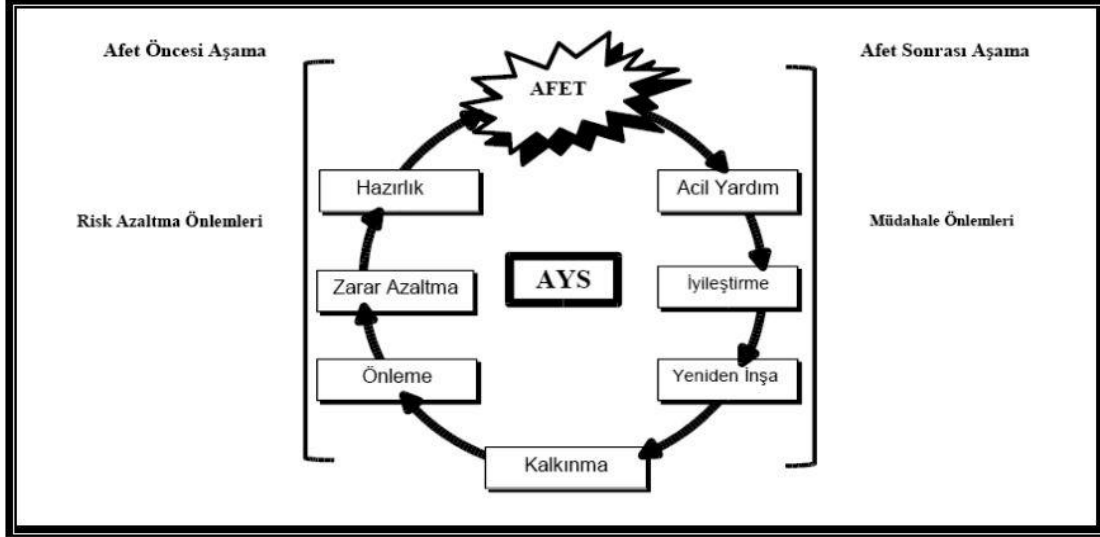 Afet Öncesi Aşama
Afet Sonrası Aşama
AFET
Hazırlık
Acil Yardım
Risk Azaltma Önlemleri
Müdahale Önlemleri
Zarar Azaltma
AYS
İyileştirme
Önleme
Yeniden İnşa
Kalkınma